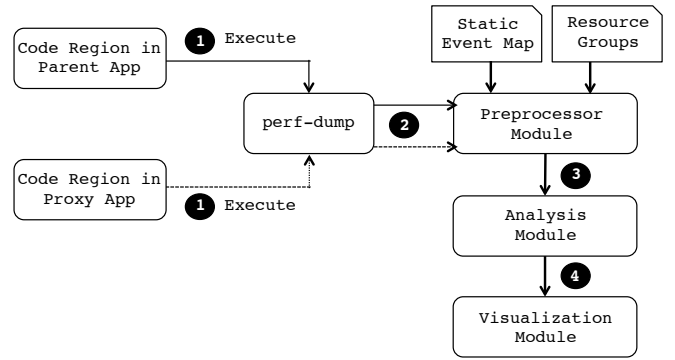 Code Region in
Parent App
1 Execute
Static
Event Map
Resource
Groups
perf-dump
2
Preprocessor
Module
Code Region in
Proxy App
1 Execute
3
Analysis
Module
4
Visualization
Module